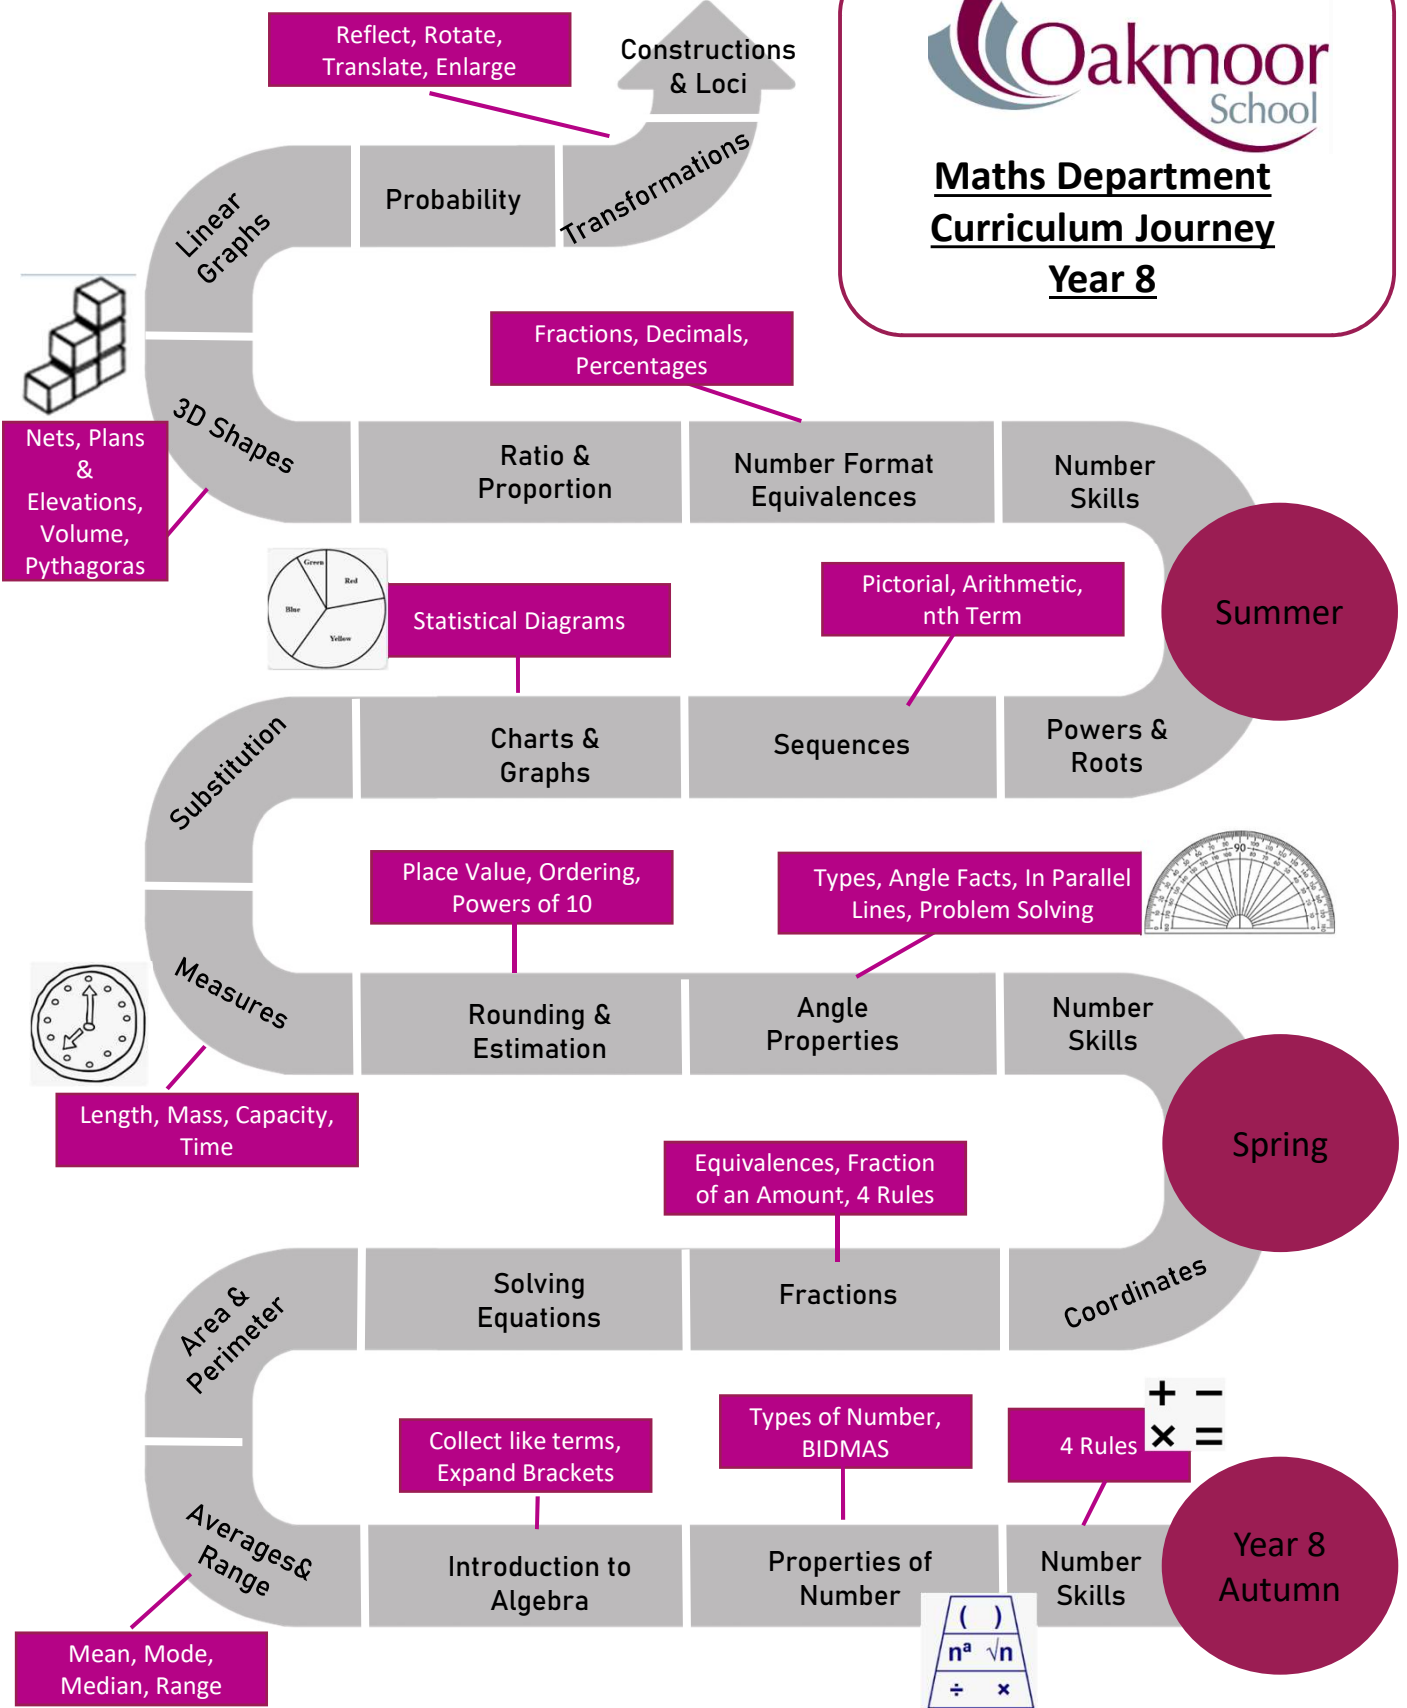 Reflect, Rotate,
Translate, Enlarge
Constructions
& Loci
Oakmoor
School
Maths Department
Curriculum Journey
Year 8
Linear
Graphs
Probability
Transformations
Fractions, Decimals,
Percentages
3D Shapes
Ratio &
Proportion
Number Format
Equivalences
Number
Skills
Nets, Plans
&
Elevations,
Volume,
Pythagoras
Summer
Green
Red
Blue
Yellow
Statistical Diagrams
Pictorial, Arithmetic,
nth Term
Substitution
Charts &
Graphs
Sequences
Powers &
Roots
Place Value, Ordering,
Powers of 10
Types, Angle Facts, In Parallel
Lines, Problem Solving
90
Measures
Rounding &
Estimation
Angle
Properties
Number
Skills
Length, Mass, Capacity,
Time
Spring
Equivalences, Fraction
of an Amount, 4 Rules
Area &
Perimeter
Solving
Equations
Fractions
Coordinates
Collect like terms,
Expand Brackets
Types of Number,
BIDMAS
4 Rules
+ −
× =
Averages&
Range
Introduction to
Algebra
Properties of
Number
Number
Skills
Year 8
Autumn
( )
nª √n
÷ ×
Mean, Mode,
Median, Range